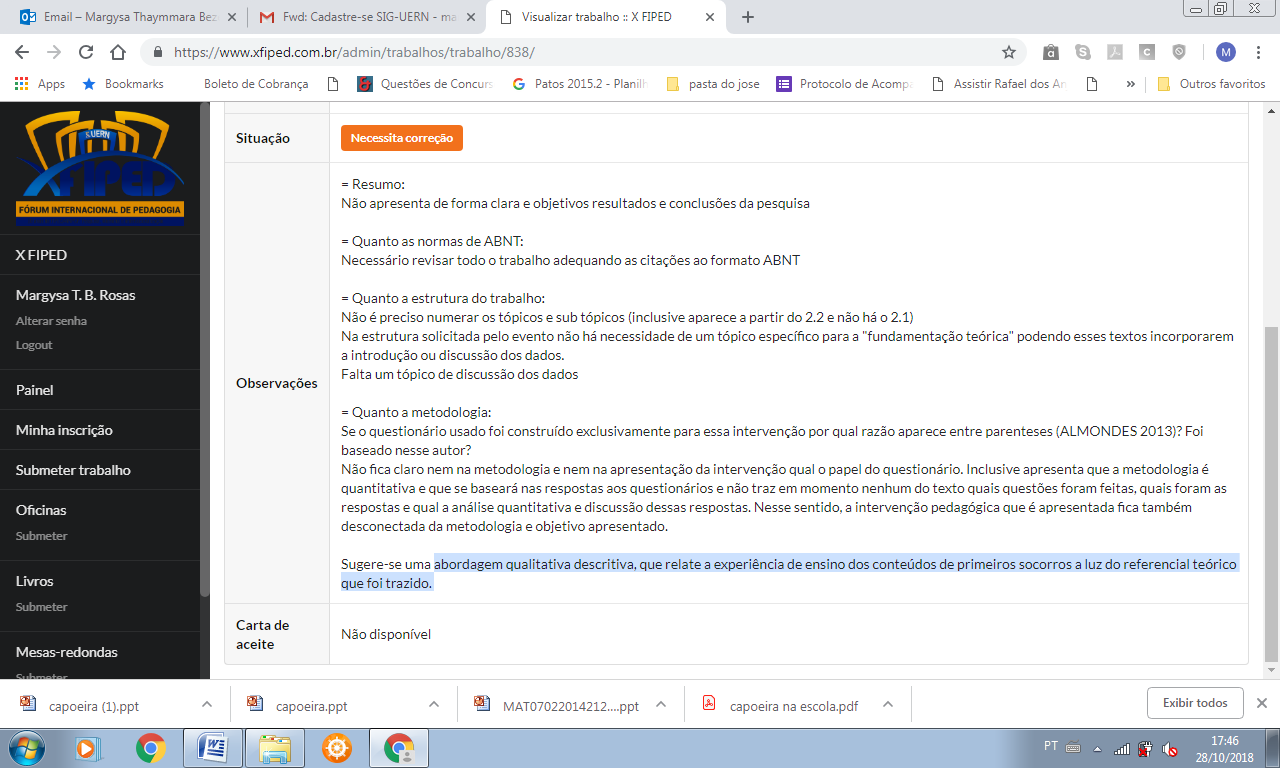 Email – Margysa Thaymmara Bez
Fwd: Cadastre-se SIG-UERN - ma
Visualizar trabalho :: X FIPED
https://www.xfiped.com.br/admin/trabalhos/trabalho/838/
M
Apps
Bookmarks
Boleto de Cobrança
Questões de Concurs
Patos 2015.2 - Planilh
pasta do jose
Protocolo de Acompa
Assistir Rafael dos An
»
Outros favoritos
X UERN
XFIPED
FÓRUM INTERNACIONAL DE PEDAGOGIA
X FIPED
Margysa T. B. Rosas
Alterar senha
Logout
Painel
Minha inscrição
Submeter trabalho
Oficinas
Submeter
Livros
Submeter
Mesas-redondas
Submeter
Situação
Necessita correção
Observações
= Resumo:
Não apresenta de forma clara e objetivos resultados e conclusões da pesquisa
= Quanto as normas de ABNT:
Necessário revisar todo o trabalho adequando as citações ao formato ABNT
= Quanto a estrutura do trabalho:
Não é preciso numerar os tópicos e sub tópicos (inclusive aparece a partir do 2.2 e não há o 2.1)
Na estrutura solicitada pelo evento não há necessidade de um tópico específico para a "fundamentação teórica" podendo esses textos incorporarem
a introdução ou discussão dos dados.
Falta um tópico de discussão dos dados
= Quanto a metodologia:
Se o questionário usado foi construído exclusivamente para essa intervenção por qual razão aparece entre parenteses (ALMONDES 2013)? Foi
baseado nesse autor?
Não fica claro nem na metodologia e nem na apresentação da intervenção qual o papel do questionário. Inclusive apresenta que a metodologia é
quantitativa e que se baseará nas respostas aos questionários e não traz em momento nenhum do texto quais questões foram feitas, quais foram as
respostas e qual a análise quantitativa e discussão dessas respostas. Nesse sentido, a intervenção pedagógica que é apresentada fica também
desconectada da metodologia e objetivo apresentado.
Sugere-se uma abordagem qualitativa descritiva, que relate a experiência de ensino dos conteúdos de primeiros socorros a luz do referencial teórico
que foi trazido.
Carta de
aceite
Não disponível
capoeira (1).ppt
capoeira.ppt
MAT07022014212....ppt
capoeira na escola.pdf
Exibir todos
PT
17:46
28/10/2018